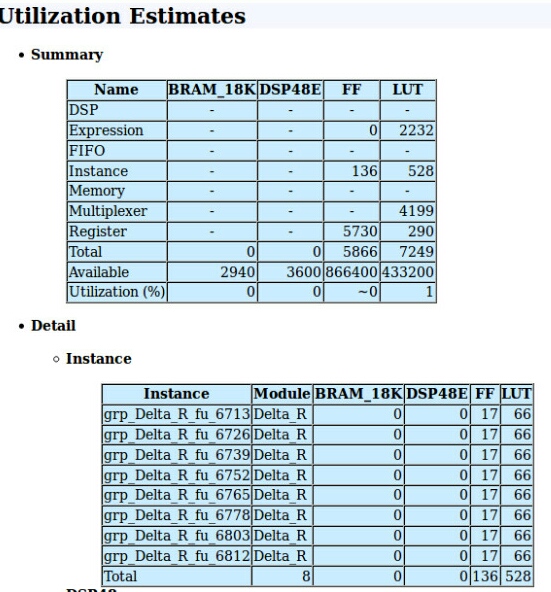 Utilization Estimates
Summary
Name BRAM_18K DSP48E FF LUT
DSP - - - -
Expression - - 0 2232
FIFO - - - -
Instance - - 136 528
Memory - - - -
Multiplexer - - - 4199
Register - - 5730 290
Total 0 0 5866 7249
Available 2940 3600 866400 433200
Utilization (%) 0 0 ~0 1
Detail
Instance
Instance Module BRAM_18K DSP48E FF LUT
grp_Delta_R_fu_6713 Delta_R 0 0 17 66
grp_Delta_R_fu_6726 Delta_R 0 0 17 66
grp_Delta_R_fu_6739 Delta_R 0 0 17 66
grp_Delta_R_fu_6752 Delta_R 0 0 17 66
grp_Delta_R_fu_6765 Delta_R 0 0 17 66
grp_Delta_R_fu_6778 Delta_R 0 0 17 66
grp_Delta_R_fu_6803 Delta_R 0 0 17 66
grp_Delta_R_fu_6812 Delta_R 0 0 17 66
Total 8 0 0 136 528